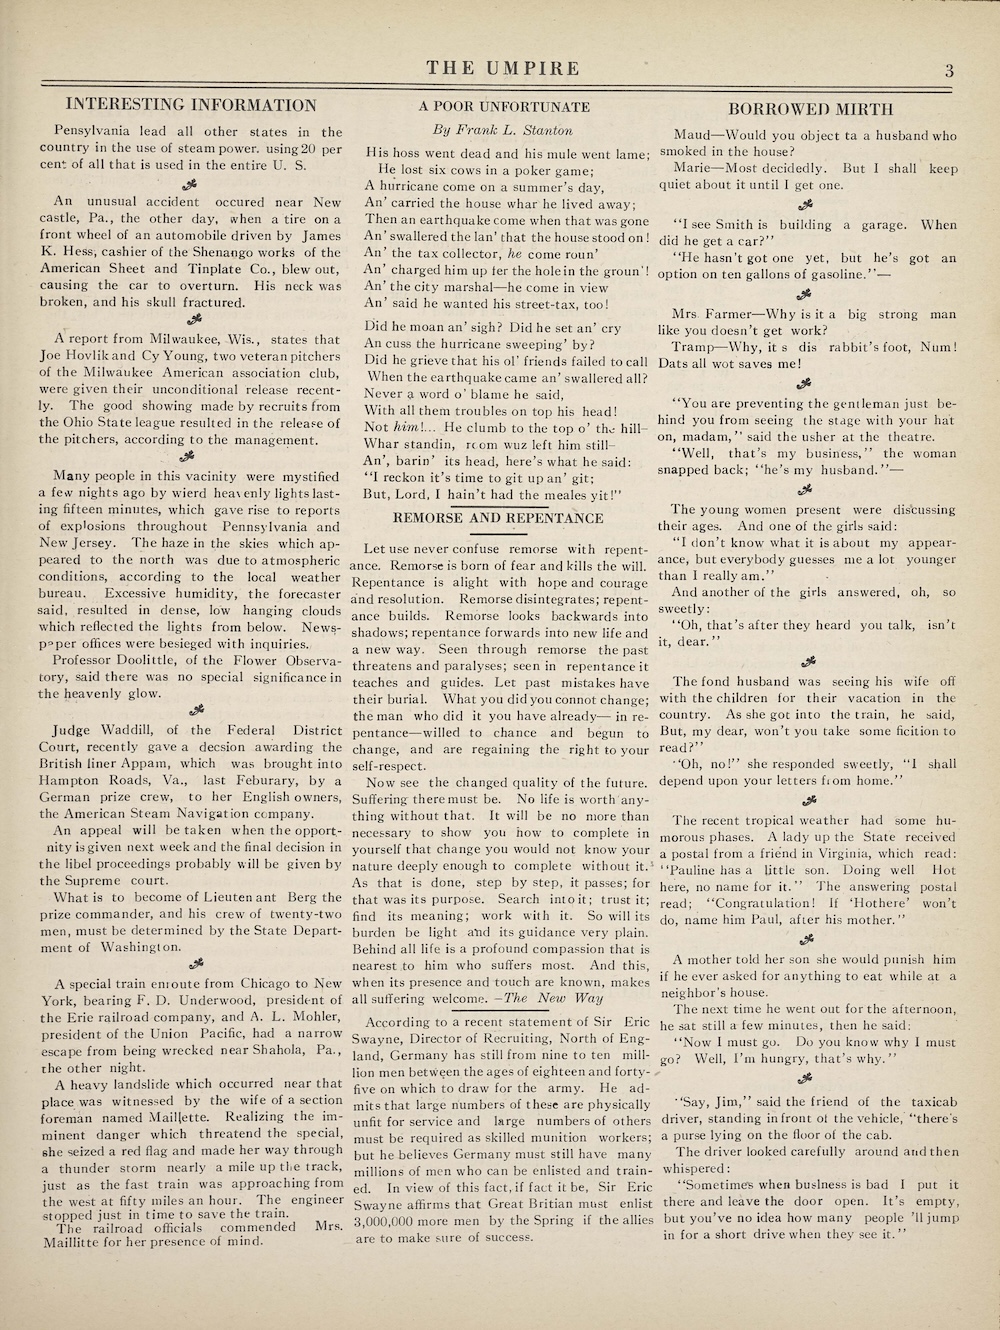 THE UMPIRE
3
INTERESTING INFORMATION
Pensylvania lead all other states in the
country in the use of steam power. using 20 per
cent of all that is used in the entire U. S.
An unusual accident occured near New
castle, Pa., the other day, when a tire on a
front wheel of an automobile driven by James
K. Hess, cashier of the Shenango works of the
American Sheet and Tinplate Co., blew out,
causing the car to overturn. His neck was
broken, and his skull fractured.
A report from Milwaukee, Wis., states that
Joe Hovlik and Cy Young, two veteran pitchers
of the Milwaukee American association club,
were given their unconditional release recent-
ly. The good showing made by recruits from
the Ohio State league resulted in the release of
the pitchers, according to the management.
Many people in this vacinity were mystified
a few nights ago by wierd heavenly lights last-
ing fifteen minutes, which gave rise to reports
of explosions throughout Pennsylvania and
New Jersey. The haze in the skies which ap-
peared to the north was due to atmospheric
conditions, according to the local weather
bureau. Excessive humidity, the forecaster
said, resulted in dense, low hanging clouds
which reflected the lights from below. News-
paper offices were besieged with inquiries.
Professor Doolittle, of the Flower Observa-
tory, said there was no special significance in
the heavenly glow.
Judge Waddill, of the Federal District
Court, recently gave a decsion awarding the
British liner Appam, which was brought into
Hampton Roads, Va., last Feburary, by a
German prize crew, to her English owners,
the American Steam Navigation company.
An appeal will be taken when the opport-
nity is given next week and the final decision in
the libel proceedings probably will be given by
the Supreme court.
What is to become of Lieutenant Berg the
prize commander, and his crew of twenty-two
men, must be determined by the State Depart-
ment of Washington.
A special train enroute from Chicago to New
York, bearing F. D. Underwood, president of
the Erie railroad company, and A. L. Mohler,
president of the Union Pacific, had a narrow
escape from being wrecked near Shahola, Pa.,
the other night.
A heavy landslide which occurred near that
place was witnessed by the wife of a section
foreman named Maillette. Realizing the im-
minent danger which threatend the special,
she seized a red flag and made her way through
a thunder storm nearly a mile up the track,
just as the fast train was approaching from
the west at fifty miles an hour. The engineer
stopped just in time to save the train.
The railroad officials commended Mrs.
Maillitte for her presence of mind.
A POOR UNFORTUNATE
By Frank L. Stanton
His hoss went dead and his mule went lame;
He lost six cows in a poker game;
A hurricane come on a summer's day,
An' carried the house whar he lived away;
Then an earthquake come when that was gone
An' swallered the lan' that the house stood on!
An' the tax collector, he come roun'
An' charged him up fer the hole in the groun'!
An' the city marshal—he come in view
An' said he wanted his street-tax, too!
Did he moan an' sigh? Did he set an' cry
An cuss the hurricane sweeping' by?
Did he grieve that his ol' friends failed to call
When the earthquake came an' swallered all?
Never a word o' blame he said,
With all them troubles on top his head!
Not him!... He clumb to the top o' the hill—
Whar standin, room wuz left him still—
An', barin' its head, here's what he said:
"I reckon it's time to git up an' git;
But, Lord, I hain't had the meales yit!"
REMORSE AND REPENTANCE
Let use never confuse remorse with repent-
ance. Remorse is born of fear and kills the will.
Repentance is alight with hope and courage
and resolution. Remorse disintegrates; repent-
ance builds. Remorse looks backwards into
shadows; repentance forwards into new life and
a new way. Seen through remorse the past
threatens and paralyses; seen in repentance it
teaches and guides. Let past mistakes have
their burial. What you did you connot change;
the man who did it you have already—in re-
pentance—willed to chance and begun to
change, and are regaining the right to your
self-respect.
Now see the changed quality of the future.
Suffering there must be. No life is worth any-
thing without that. It will be no more than
necessary to show you how to complete in
yourself that change you would not know your
nature deeply enough to complete without it.
As that is done, step by step, it passes; for
that was its purpose. Search into it; trust it;
find its meaning; work with it. So will its
burden be light and its guidance very plain.
Behind all life is a profound compassion that is
nearest to him who suffers most. And this,
when its presence and touch are known, makes
all suffering welcome. —The New Way
According to a recent statement of Sir Eric
Swayne, Director of Recruiting, North of Eng-
land, Germany has still from nine to ten mill-
lion men between the ages of eighteen and forty-
five on which to draw for the army. He ad-
mits that large numbers of these are physically
unfit for service and large numbers of others
must be required as skilled munition workers;
but he believes Germany must still have many
millions of men who can be enlisted and train-
ed. In view of this fact, if fact it be, Sir Eric
Swayne affirms that Great Britian must enlist
3,000,000 more men by the Spring if the allies
are to make sure of success.
BORROWED MIRTH
Maud—Would you object ta a husband who
smoked in the house?
Marie—Most decidedly. But I shall keep
quiet about it until I get one.
"I see Smith is building a garage. When
did he get a car?"
"He hasn't got one yet, but he's got an
option on ten gallons of gasoline."—
Mrs. Farmer—Why is it a big strong man
like you doesn't get work?
Tramp—Why, it s dis rabbit's foot, Num!
Dats all wot saves me!
"You are preventing the gentleman just be-
hind you from seeing the stage with your hat
on, madam," said the usher at the theatre.
"Well, that's my business," the woman
snapped back; "he's my husband."—
The young women present were discussing
their ages. And one of the girls said:
"I don't know what it is about my appear-
ance, but everybody guesses me a lot younger
than I really am."
And another of the girls answered, oh, so
sweetly:
"Oh, that's after they heard you talk, isn't
it, dear."
The fond husband was seeing his wife off
with the children for their vacation in the
country. As she got into the train, he said,
But, my dear, won't you take some ficition to
read?"
"Oh, no!" she responded sweetly, "I shall
depend upon your letters from home."
The recent tropical weather had some hu-
morous phases. A lady up the State received
a postal from a friend in Virginia, which read:
"Pauline has a little son. Doing well Hot
here, no name for it." The answering postal
read; "Congratulation! If 'Hothere' won't
do, name him Paul, after his mother."
A mother told her son she would punish him
if he ever asked for anything to eat while at a
neighbor's house.
The next time he went out for the afternoon,
he sat still a few minutes, then he said:
"Now I must go. Do you know why I must
go? Well, I'm hungry, that's why."
"Say, Jim," said the friend of the taxicab
driver, standing in front of the vehicle, "there's
a purse lying on the floor of the cab.
The driver looked carefully around and then
whispered:
"Sometimes when business is bad I put it
there and leave the door open. It's empty,
but you've no idea how many people 'll jump
in for a short drive when they see it."